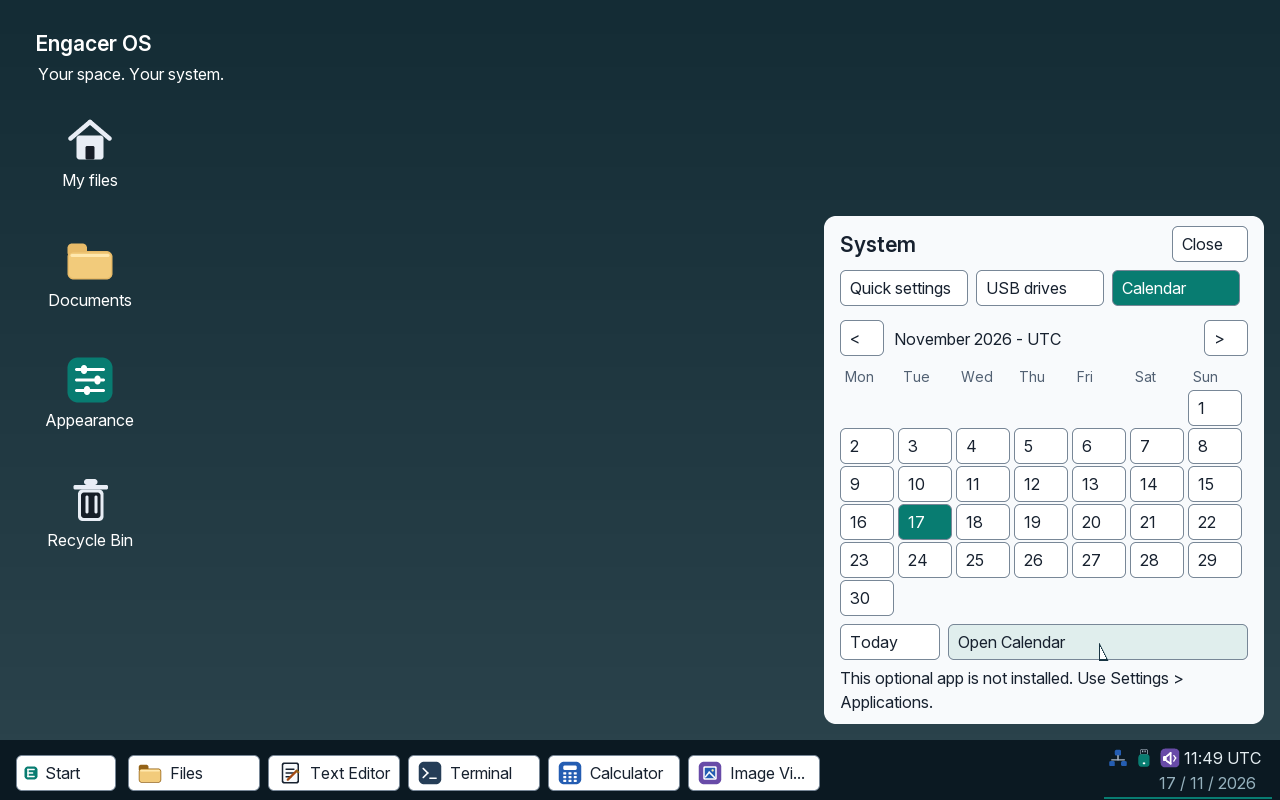 Engacer OS
Your space. Your system.
My files
Documents
Appearance
Recycle Bin
System
Close
Quick settings USB drives Calendar
< November 2026 - UTC >
Mon Tue Wed Thu Fri Sat Sun
1
2 3 4 5 6 7 8
9 10 11 12 13 14 15
16 17 18 19 20 21 22
23 24 25 26 27 28 29
30
Today Open Calendar
This optional app is not installed. Use Settings >
Applications.
Start Files Text Editor Terminal Calculator Image Vi...
11:49 UTC
17 / 11 / 2026